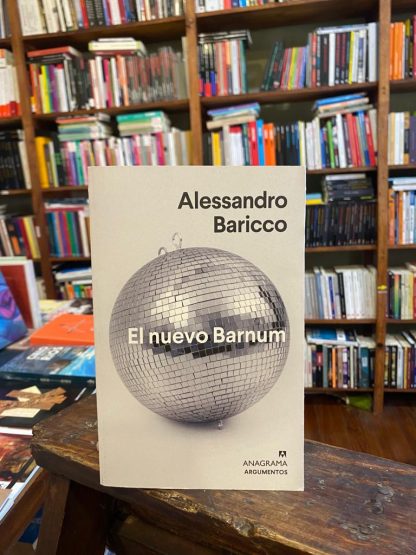 Alessandro
Baricco
El nuevo Barnum
ANAGRAMA
ARGUMENTOS